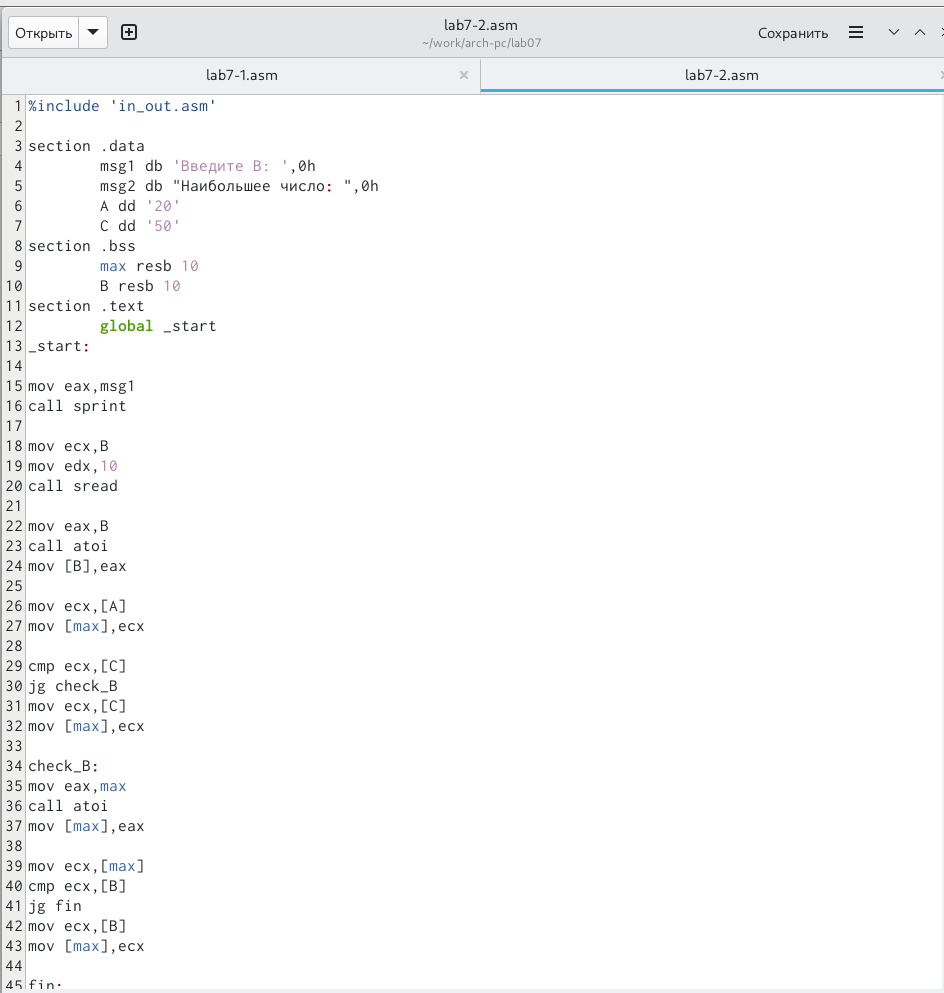 Открыть
lab7-2.asm
~/work/arch-pc/lab07
Сохранить
lab7-1.asm
lab7-2.asm
1 %include 'in_out.asm'
2
3 section .data
4 msg1 db 'Введите В: ',0h
5 msg2 db "Наибольшее число: ",0h
6 A dd '20'
7 C dd '50'
8 section .bss
9 max resb 10
10 B resb 10
11 section .text
12 global _start
13 _start:
14
15 mov eax,msg1
16 call sprint
17
18 mov ecx,B
19 mov edx,10
20 call sread
21
22 mov eax,B
23 call atoi
24 mov [B],eax
25
26 mov ecx,[A]
27 mov [max],ecx
28
29 cmp ecx,[C]
30 jg check_B
31 mov ecx,[C]
32 mov [max],ecx
33
34 check_B:
35 mov eax,max
36 call atoi
37 mov [max],eax
38
39 mov ecx,[max]
40 cmp ecx,[B]
41 jg fin
42 mov ecx,[B]
43 mov [max],ecx
44
45 fin: